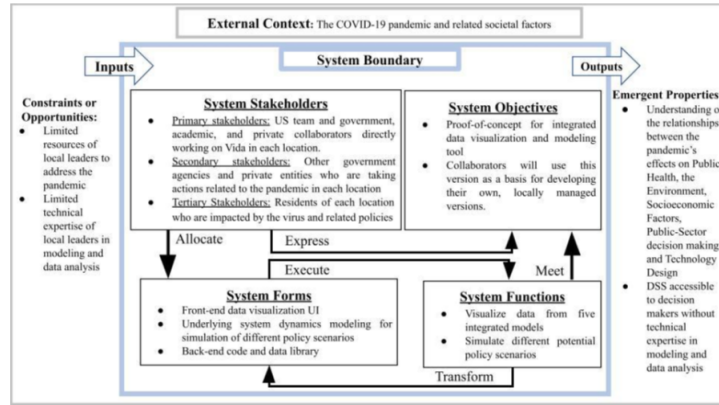 External Context: The COVID-19 pandemic and related societal factors
Inputs
System Boundary
Outputs
Constraints or
Opportunities:
● Limited
resources of
local leaders to
address the
pandemic
● Limited
technical
expertise of
local leaders in
modeling and
data analysis
System Stakeholders
● Primary stakeholders: US team and government,
academic, and private collaborators directly
working on Vida in each location.
● Secondary stakeholders: Other government
agencies and private entities who are taking
actions related to the pandemic in each location
● Tertiary Stakeholders: Residents of each location
who are impacted by the virus and related policies
System Objectives
● Proof-of-concept for integrated
data visualization and modeling
tool
● Collaborators will use this
version as a basis for developing
their own, locally managed
versions.
Allocate
Express
Execute
Meet
System Forms
● Front-end data visualization UI
● Underlying system dynamics modeling for
simulation of different policy scenarios
● Back-end code and data library
System Functions
● Visualize data from five
integrated models
● Simulate different potential
policy scenarios
Transform
Emergent Properties
● Understanding o
the relationships
between the
pandemic's
effects on Public
Health, the
Environment,
Socioeconomic
Factors,
Public-Sector
decision making
and Technology
Design
● DSS accessible
to decision
makers without
technical
expertise in
modeling and
data analysis